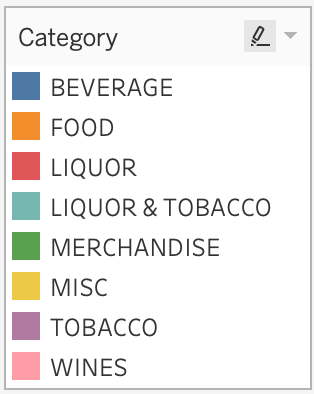 Category
BEVERAGE
FOOD
LIQUOR
LIQUOR & TOBACCO
MERCHANDISE
MISC
TOBACCO
WINES